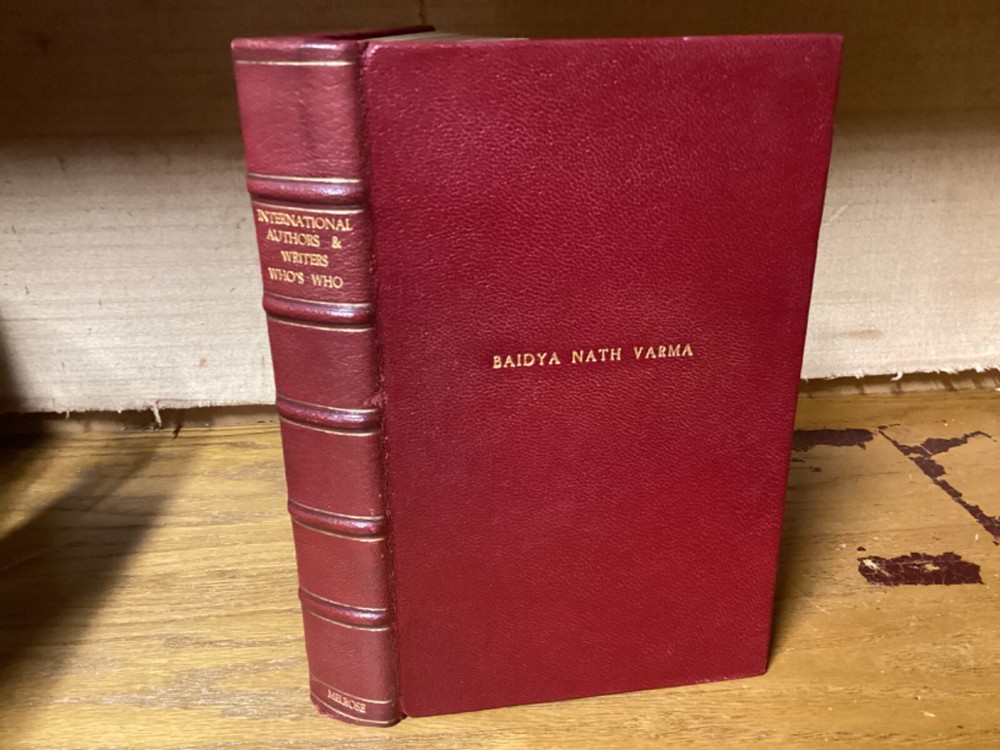 INTERNATIONAL
AUTHORS &
WRITERS
WHO'S WHO
MELROSE
BAIDYA NATH VARMA